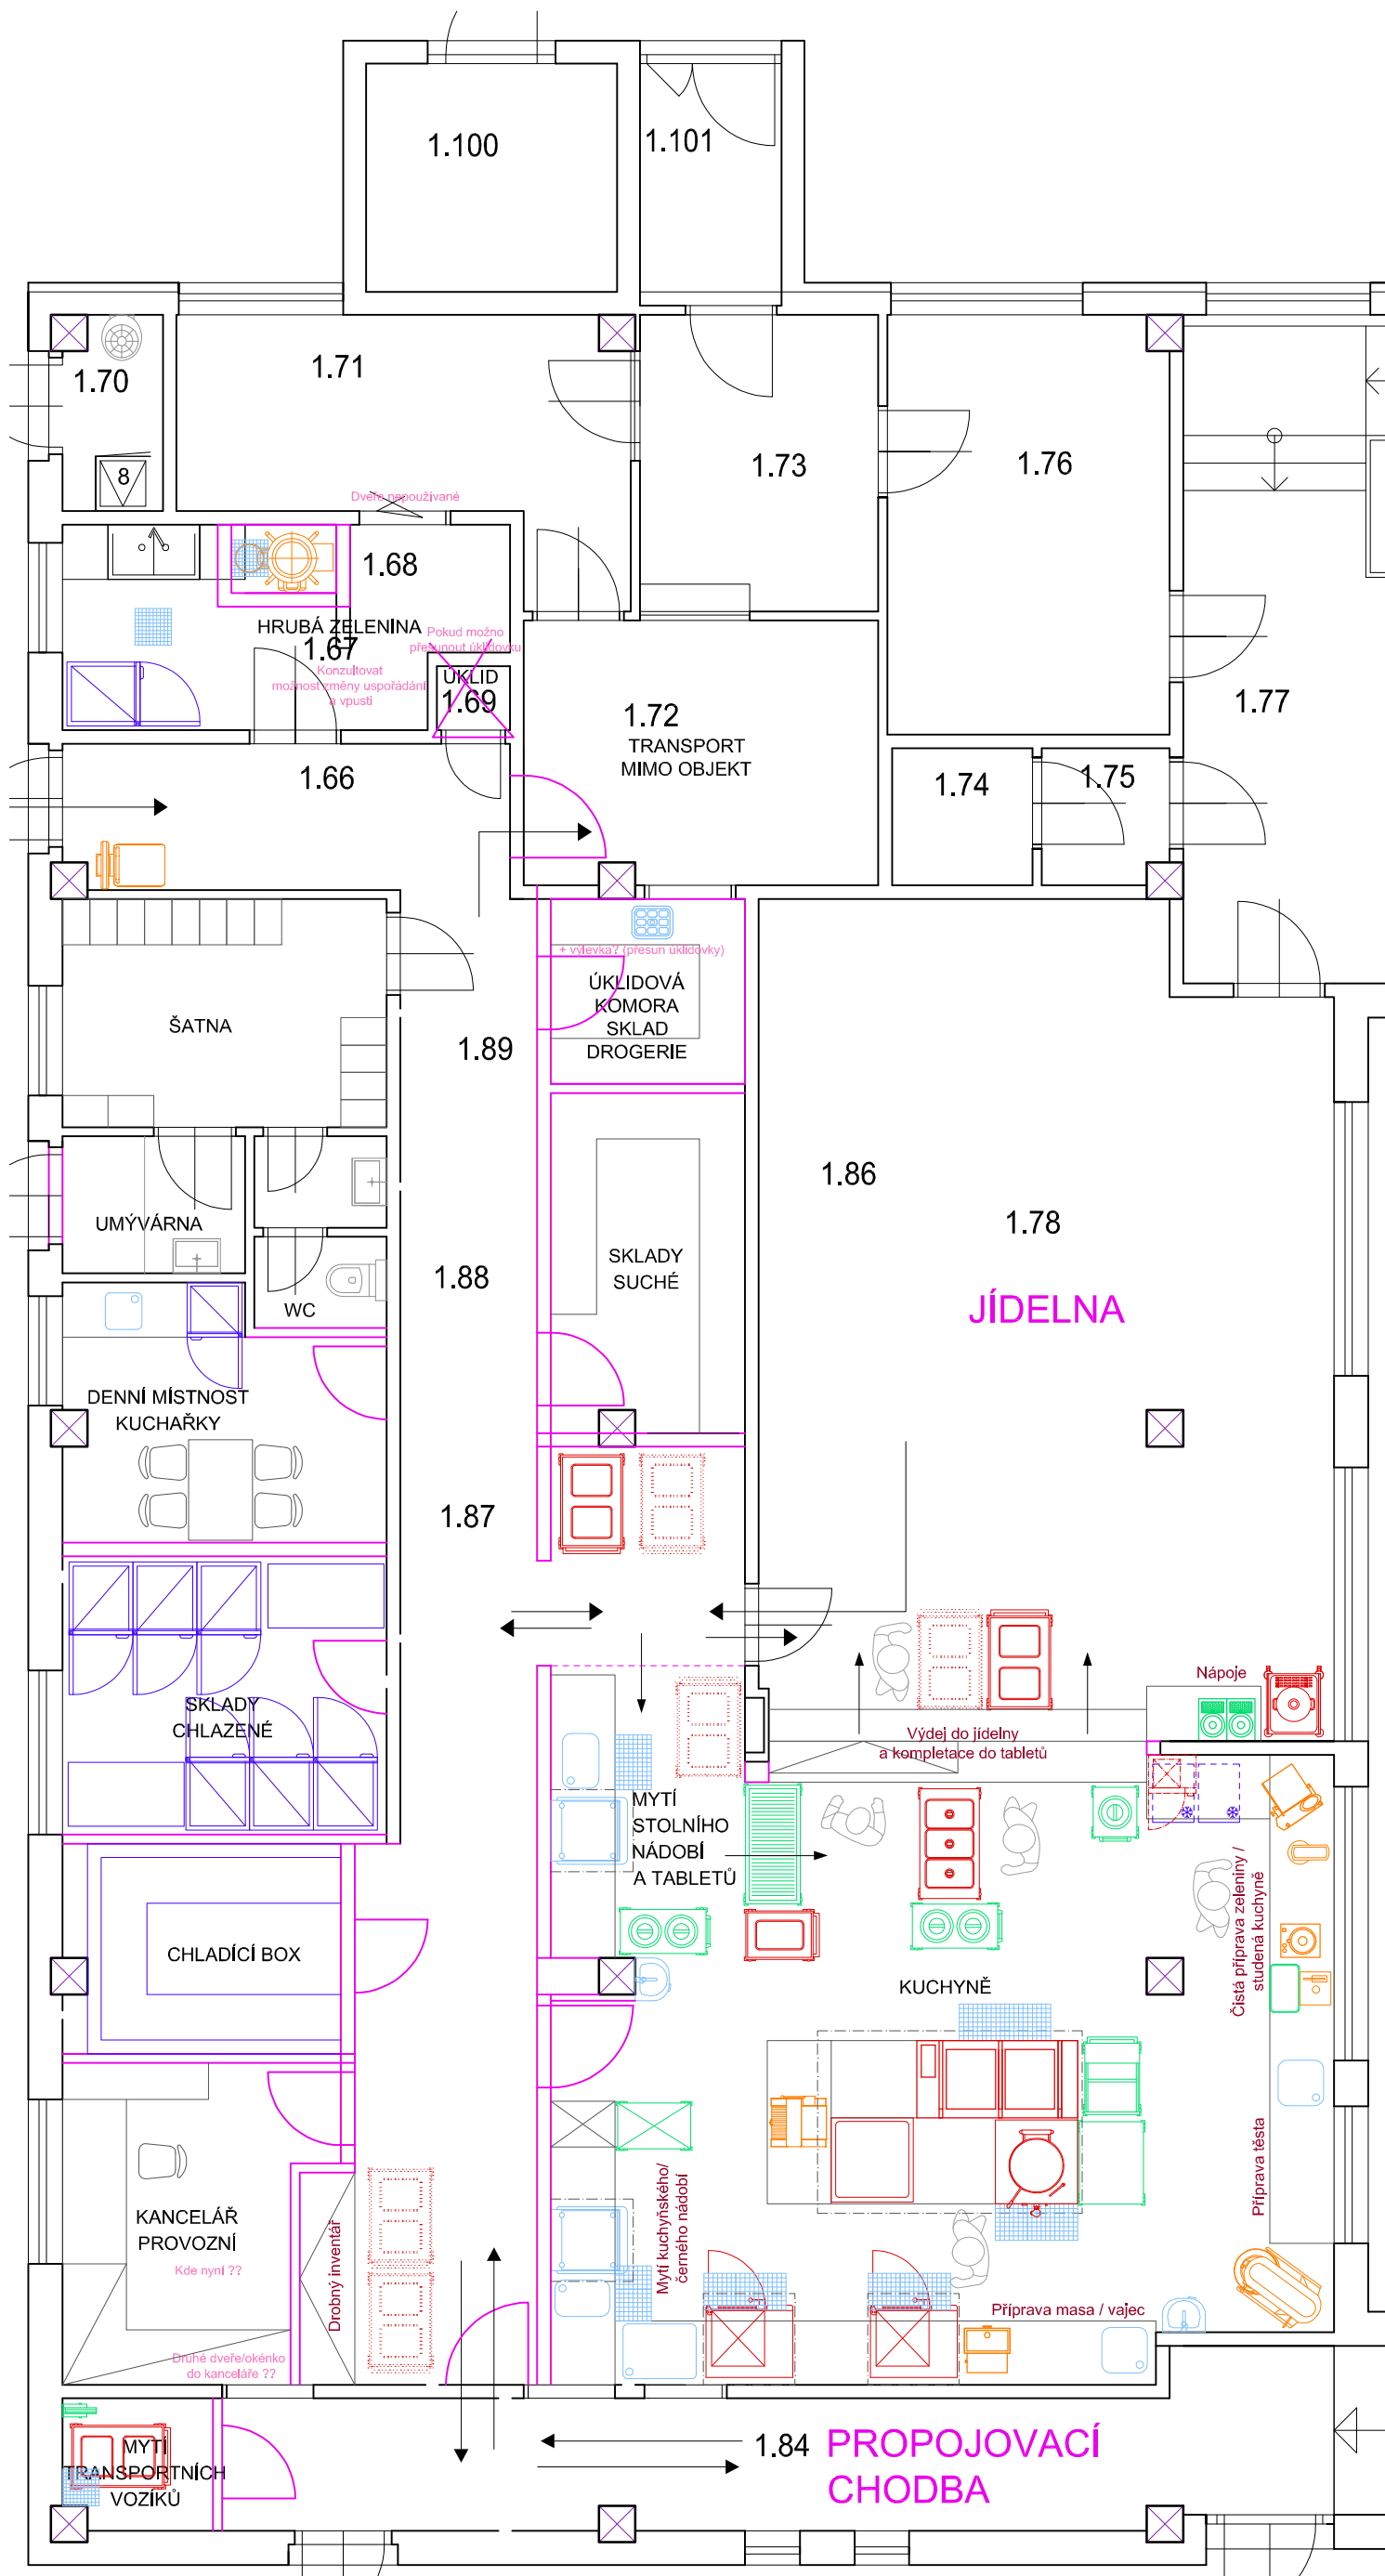 1.100
1.101
1.70
1.71
1.73
1.76
8
Dveře nepoužívané
1.68
HRUBÁ ZELENINA
1.67
Pokud možno
přesunout úklidovku
Konzultovat
možnost změny uspořádání
a vpusti
ÚKLID
1.69
1.72
TRANSPORT
MIMO OBJEKT
1.77
1.66
1.74
1.75
+ výlevka? (přesun úklidovky)
ÚKLIDOVÁ
KOMORA
SKLAD
DROGERIE
ŠATNA
1.89
1.86
1.78
JÍDELNA
UMÝVÁRNA
WC
1.88
SKLADY
SUCHÉ
DENNÍ MÍSTNOST
KUCHAŘKY
1.87
SKLADY
CHLAZENÉ
Nápoje
Výdej do jídelny
a kompletace do tabletů
MYTÍ
STOLNÍHO
NÁDOBÍ
A TABLETŮ
CHLADÍCÍ BOX
KUCHYNĚ
Čistá příprava zeleniny /
studená kuchyně
Příprava těsta
Mytí kuchyňského/
černého nádobí
KANCELÁŘ
PROVOZNÍ
Kde nyní ??
Drobný inventář
Druhé dveře/okénko
do kanceláře ??
Příprava masa / vajec
MYTÍ
TRANSPORTNÍCH
VOZÍKŮ
1.84
PROPOJOVACÍ
CHODBA